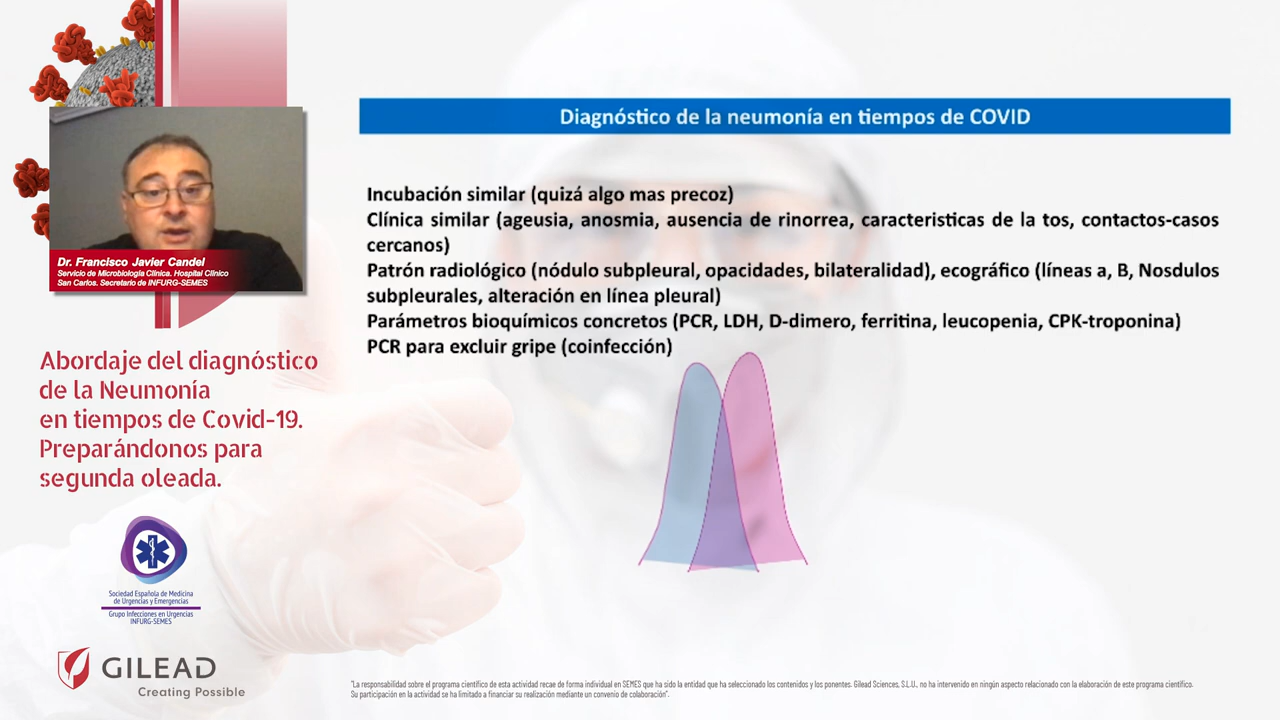 Diagnóstico de la neumonía en tiempos de COVID
Incubación similar (quizá algo mas precoz)
Clínica similar (ageusia, anosmia, ausencia de rinorrea, caracteristicas de la tos, contactos-casos
cercanos)
Patrón radiológico (nódulo subpleural, opacidades, bilateralidad), ecográfico (líneas a, B, Nosdulos
subpleurales, alteración en línea pleural)
Parámetros bioquímicos concretos (PCR, LDH, D-dimero, ferritina, leucopenia, CPK-troponina)
PCR para excluir gripe (coinfección)
Dr. Francisco Javier Candel
Servicio de Microbiología Clínica. Hospital Clínico
San Carlos. Secretario de INFURG-SEMES
Abordaje del diagnóstico
de la Neumonía
en tiempos de Covid-19.
Preparándonos para
segunda oleada.
Sociedad Española de Medicina
de Urgencias y Emergencias
Grupo Infecciones en Urgencias
INFURG-SEMES
GILEAD
Creating Possible
"La responsabilidad sobre el programa científico de esta actividad recae de forma individual en SEMES que ha sido la entidad que ha seleccionado los contenidos y los ponentes. Gilead Sciences, S.L.U., no ha intervenido en ningún aspecto relacionado con la elaboración de este programa científico.
Su participación en la actividad se ha limitado a financiar su realización mediante un convenio de colaboración".